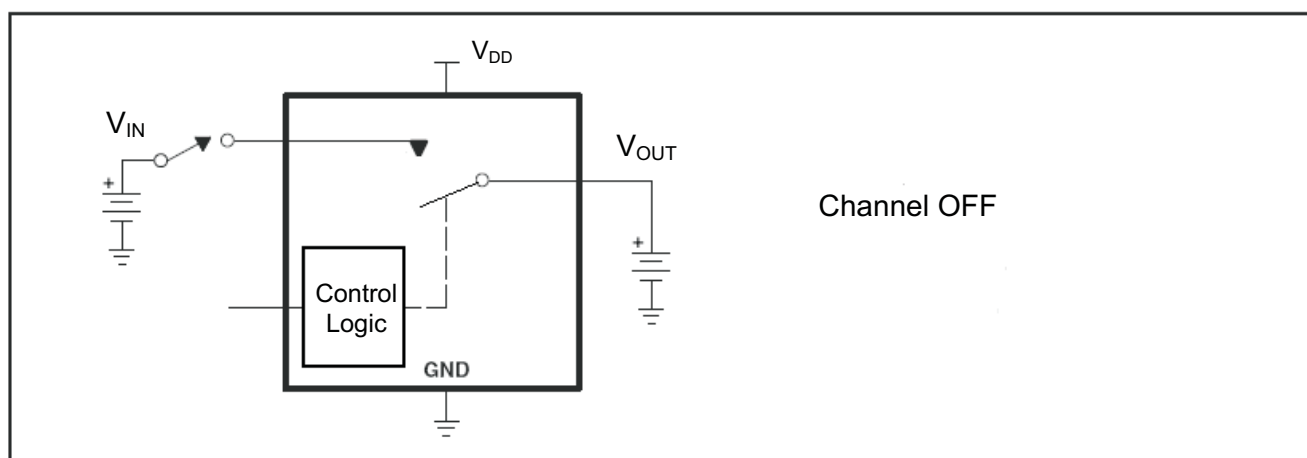 V_DD
V_IN
+
V_OUT
+
Channel OFF
Control
Logic
GND